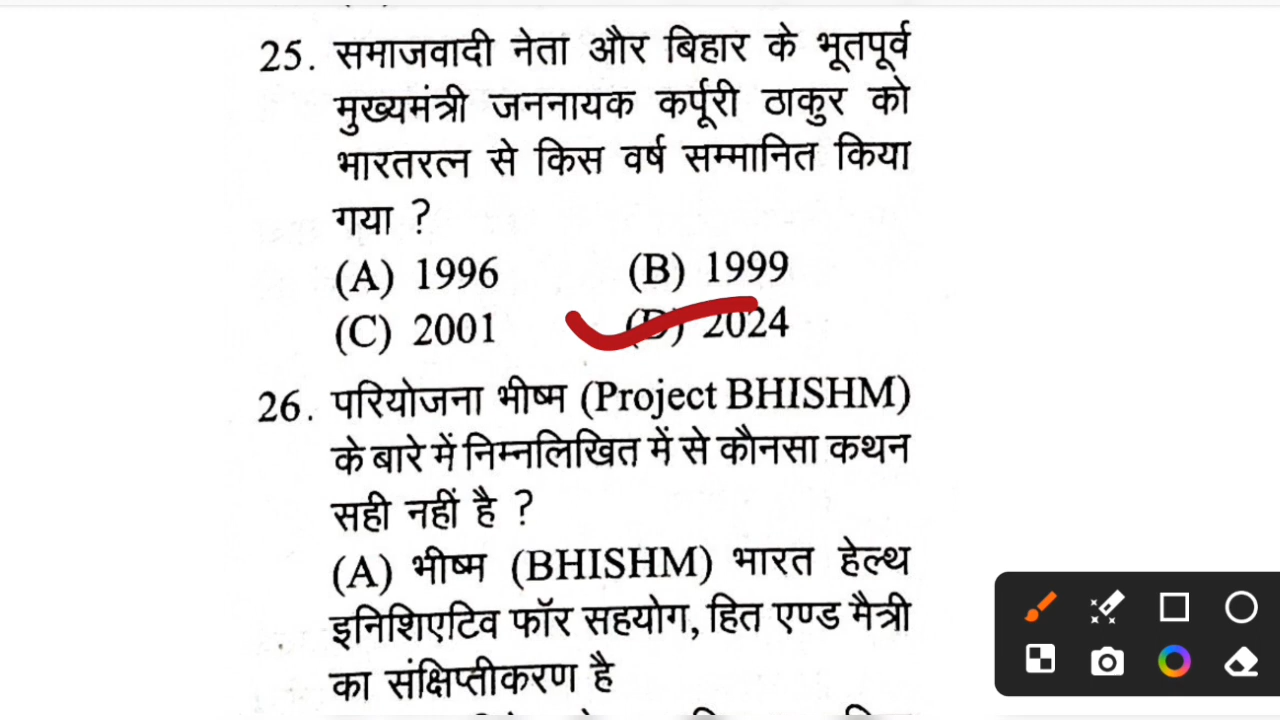 25. समाजवादी नेता और बिहार के भूतपूर्व
मुख्यमंत्री जननायक कर्पूरी ठाकुर को
भारतरत्न से किस वर्ष सम्मानित किया
गया ?
(A) 1996 (B) 1999
(C) 2001 (D) 2024
26. परियोजना भीष्म (Project BHISHM)
के बारे में निम्नलिखित में से कौनसा कथन
सही नहीं है ?
(A) भीष्म (BHISHM) भारत हेल्थ
इनिशिएटिव फॉर सहयोग, हित एण्ड मैत्री
का संक्षिप्तीकरण है